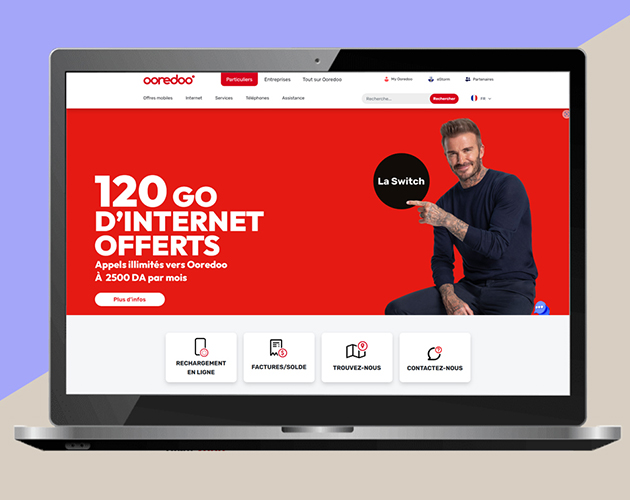 ooredoo
Particuliers Entreprises Tout sur Ooredoo
My Ooredoo eStorm Partenaires
Offres mobiles Internet Services Téléphones Assistance
Recherche... Rechercher FR
La Switch
120 GO
D'INTERNET
OFFERTS
Appels illimités vers Ooredoo
À 2500 DA par mois
Plus d'infos
RECHARGEMENT
EN LIGNE
FACTURES/SOLDE
TROUVEZ-NOUS
CONTACTEZ-NOUS